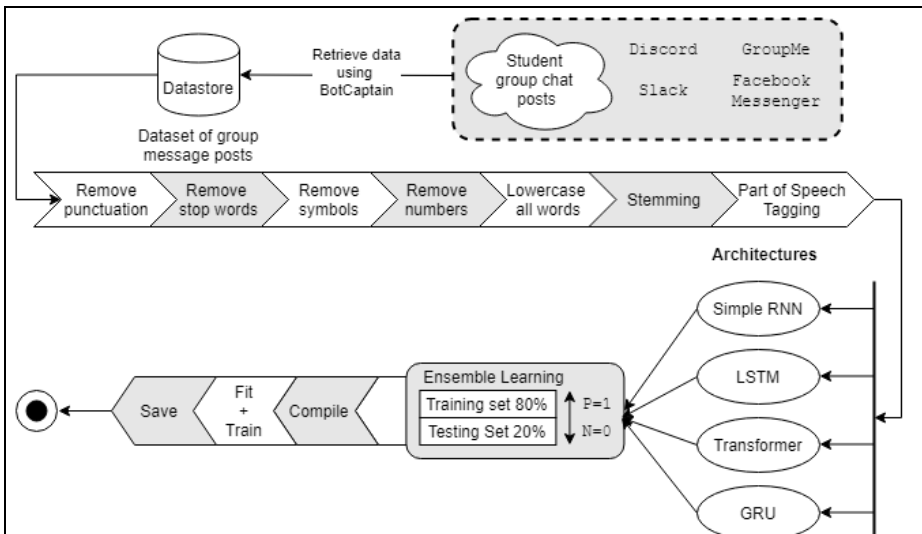 Student
group chat
posts
Discord
GroupMe
Slack
Facebook
Messenger
Retrieve data
using
BotCaptain
Datastore
Dataset of group
message posts
Remove
punctuation
Remove
stop words
Remove
symbols
Remove
numbers
Lowercase
all words
Stemming
Part of Speech
Tagging
Architectures
Simple RNN
LSTM
Transformer
GRU
Ensemble Learning
Training set 80%
Testing Set 20%
P=1
N=0
Compile
Fit
+
Train
Save